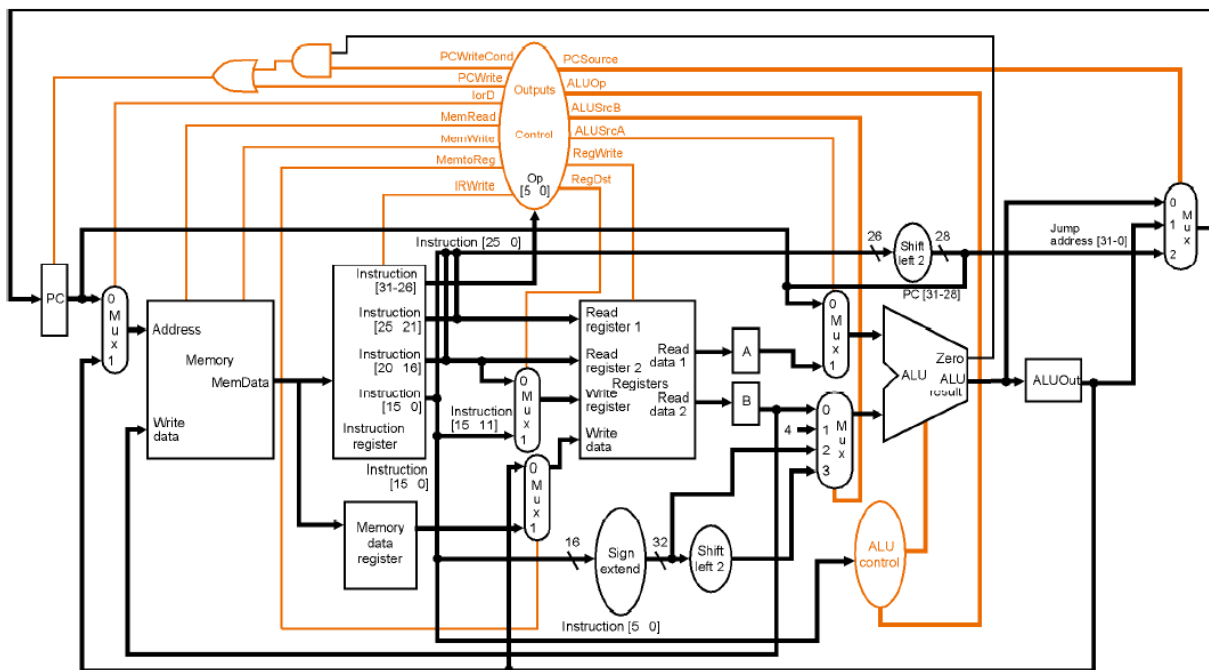 PCWriteCond
PCWrite
IorD
MemRead
MemWrite
MemtoReg
IRWrite
Outputs
Control
Op
[5 0]
PCSource
ALUOp
ALUSrcB
ALUSrcA
RegWrite
RegDst
PC
0
M
u
x
1
Address
Memory
MemData
Write
data
Instruction [25 0]
Instruction
[31-26]
Instruction
[25 21]
Instruction
[20 16]
Instruction
[15 0]
Instruction
register
Instruction
[15 0]
Memory
data
register
Instruction
[15 11]
0
M
u
x
1
0
M
u
x
1
Read
register 1
Read
register 2
Registers
Write
register
Write
data
Read
data 1
Read
data 2
A
B
16
Sign
extend
32
Shift
left 2
Instruction [5 0]
26
Shift
left 2
28
PC [31-28]
Jump
address [31-0]
0
M
u
x
1
4
0
1
2
3
M
u
x
Zero
ALU
ALU
result
ALU
control
ALUOut
0
1
2
M
u
x